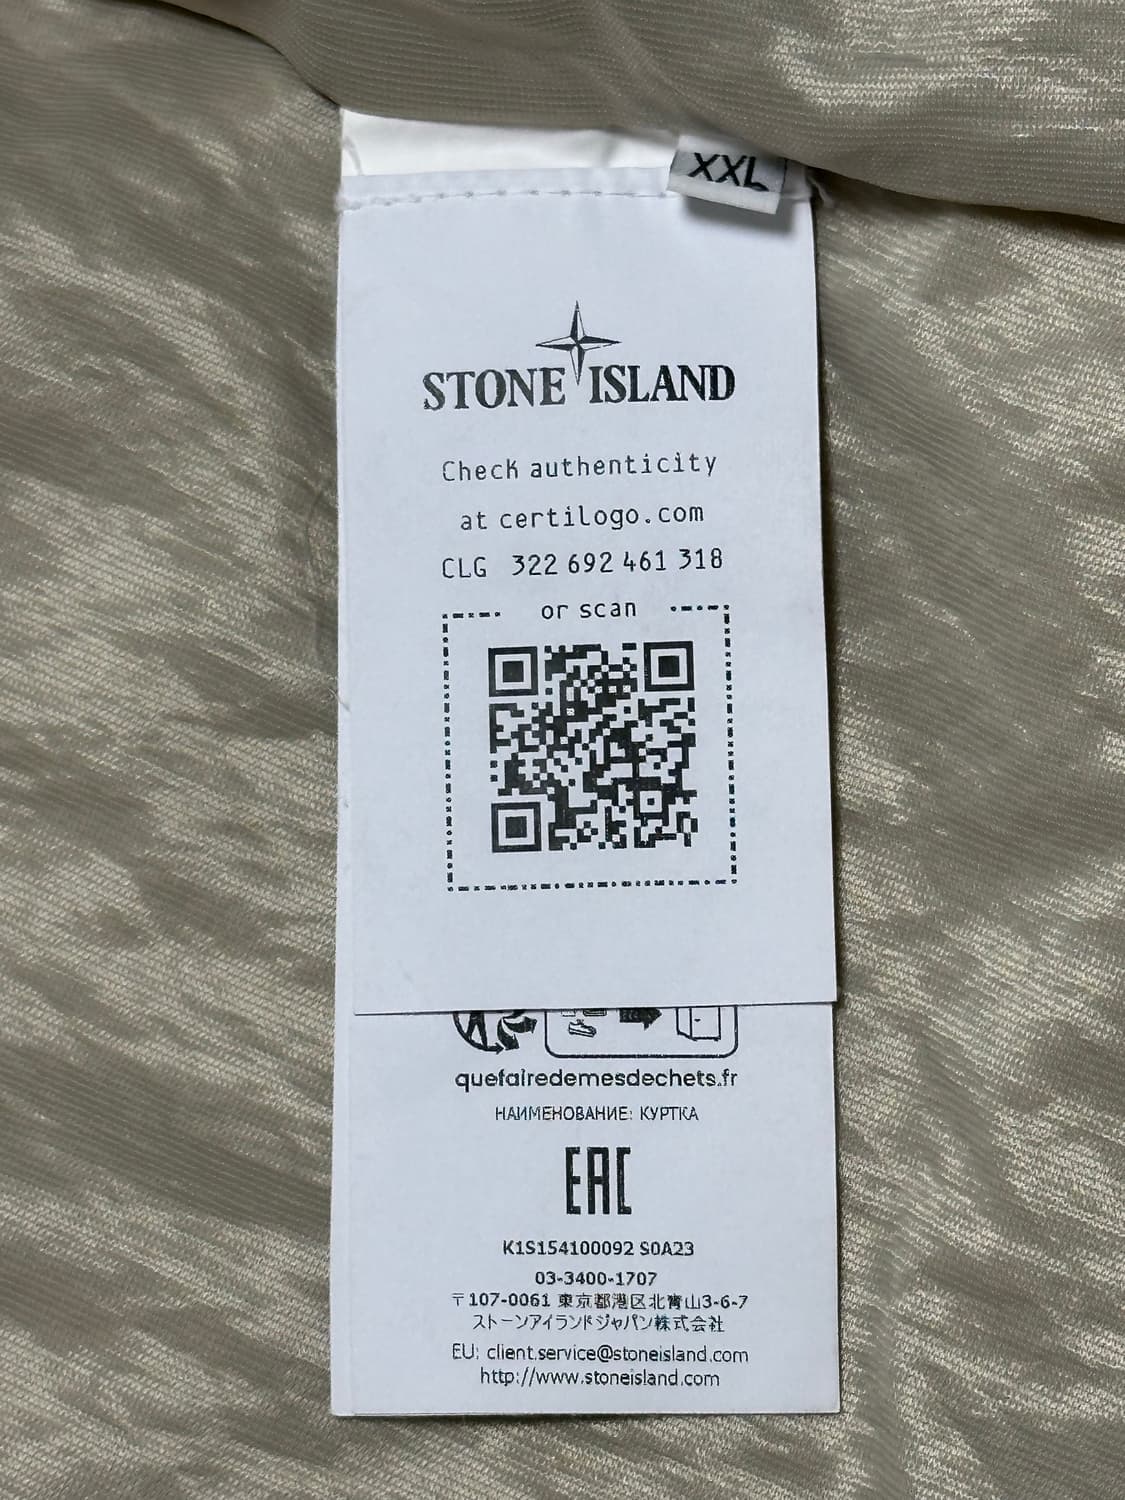 XXL
STONE ISLAND
Check authenticity
at certilogo.com
CLG 322 692 461 318
or scan
quefairedemesdechets.fr
НАИМЕНОВАНИЕ: КУРТКА
EAC
K1S154100092 S0A23
03-3400-1707
〒107-0061 東京都港区北青山3-6-7
ストーンアイランドジャパン株式会社
EU: client.service@stoneisland.com
http://www.stoneisland.com